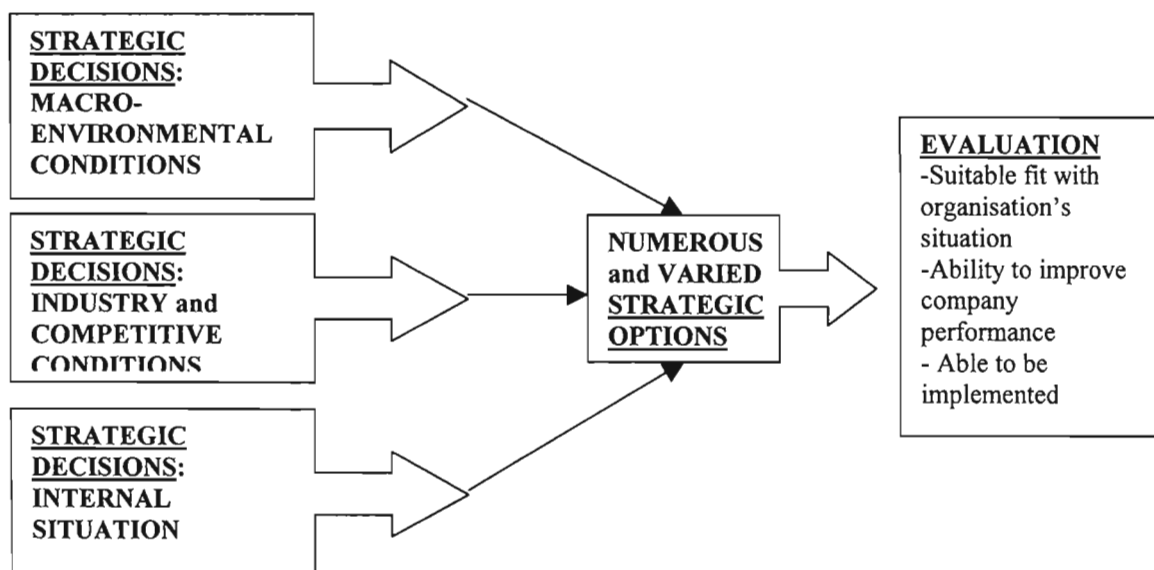 STRATEGIC
DECISIONS:
MACRO-
ENVIRONMENTAL
CONDITIONS
STRATEGIC
DECISIONS:
INDUSTRY and
COMPETITIVE
CONDITIONS
STRATEGIC
DECISIONS:
INTERNAL
SITUATION
NUMEROUS
and VARIED
STRATEGIC
OPTIONS
EVALUATION
-Suitable fit with
organisation's
situation
-Ability to improve
company
performance
- Able to be
implemented